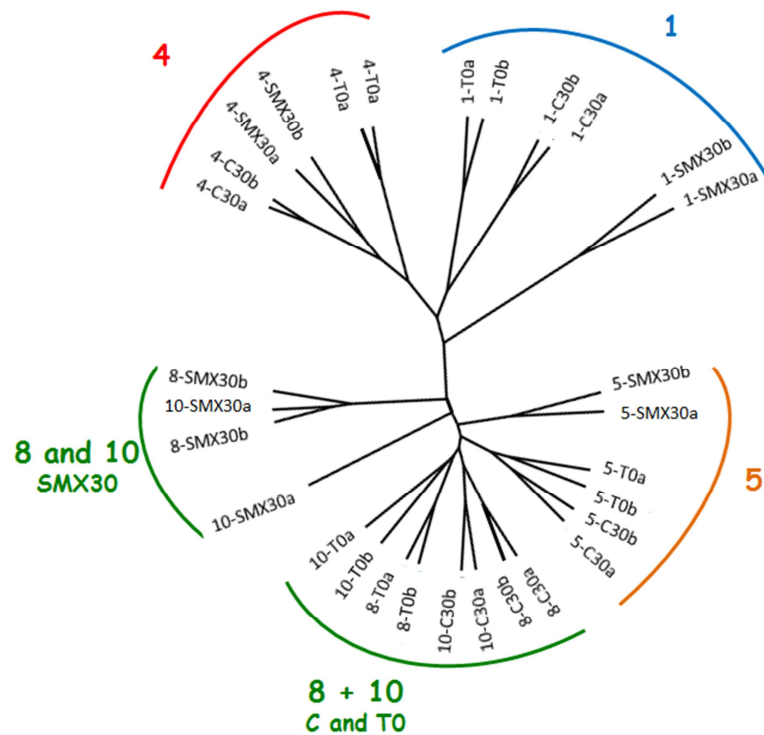 4
1
4-T0a
4-T0a
4-SMX30b
4-SMX30a
4-C30b
4-C30a
1-T0a
1-T0b
1-C30b
1-C30a
1-SMX30b
1-SMX30a
8-SMX30b
10-SMX30a
8-SMX30b
8 and 10
SMX30
10-SMX30a
5-SMX30b
5-SMX30a
5
5-T0a
5-T0b
5-C30b
5-C30a
10-T0a
10-T0b
8-T0a
8-T0b
10-C30b
10-C30a
8-C30b
8-C30a
8 + 10
C and T0